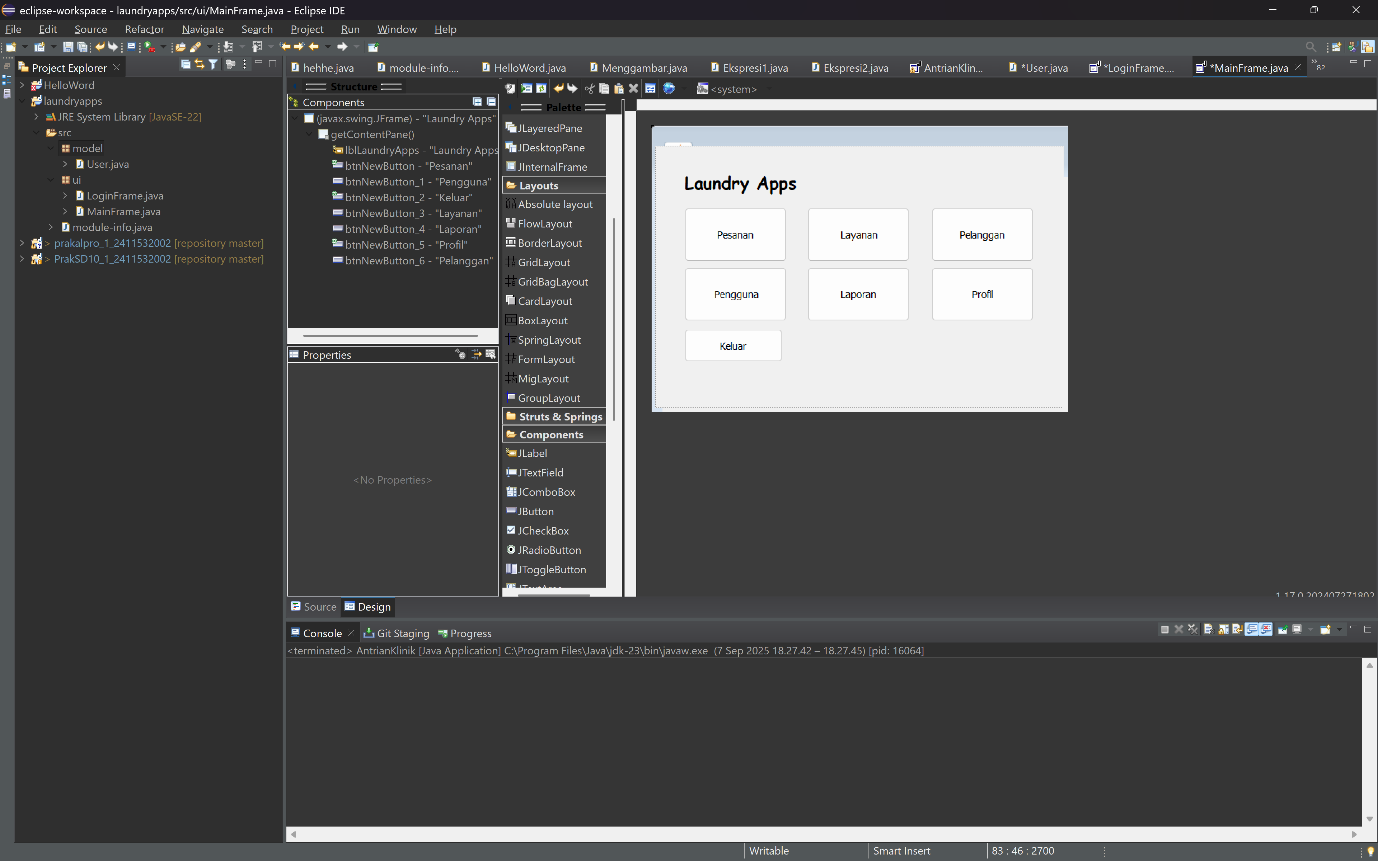 eclipse-workspace - laundryapps/src/ui/MainFrame.java - Eclipse IDE
File Edit Source Refactor Navigate Search Project Run Window Help
Project Explorer
HelloWord
laundryapps
JRE System Library [JavaSE-22]
src
model
User.java
ui
LoginFrame.java
MainFrame.java
module-info.java
> prakalpro_1_2411532002 [repository master]
> PrakSD10_1_2411532002 [repository master]
hehhe.java module-info.... HelloWord.java Menggambar.java Ekspresi1.java Ekspresi2.java AntrianKlin... *User.java *LoginFrame.... *MainFrame.java »82
Structure
Components
(javax.swing.JFrame) - "Laundry Apps"
getContentPane()
lblLaundryApps - "Laundry Apps
btnNewButton - "Pesanan"
btnNewButton_1 - "Pengguna"
btnNewButton_2 - "Keluar"
btnNewButton_3 - "Layanan"
btnNewButton_4 - "Laporan"
btnNewButton_5 - "Profil"
btnNewButton_6 - "Pelanggan"
Properties
<No Properties>
<system>
Palette
JLayeredPane
JDesktopPane
JInternalFrame
Layouts
Absolute layout
FlowLayout
BorderLayout
GridLayout
GridBagLayout
CardLayout
BoxLayout
SpringLayout
FormLayout
MigLayout
GroupLayout
Struts & Springs
Components
JLabel
JTextField
JComboBox
JButton
JCheckBox
JRadioButton
JToggleButton
Laundry Apps
Pesanan Layanan Pelanggan
Pengguna Laporan Profil
Keluar
1.17.0.202407271802
Source Design
Console Git Staging Progress
<terminated> AntrianKlinik [Java Application] C:\Program Files\Java\jdk-23\bin\javaw.exe (7 Sep 2025 18.27.42 – 18.27.45) [pid: 16064]
Writable Smart Insert 83 : 46 : 2700